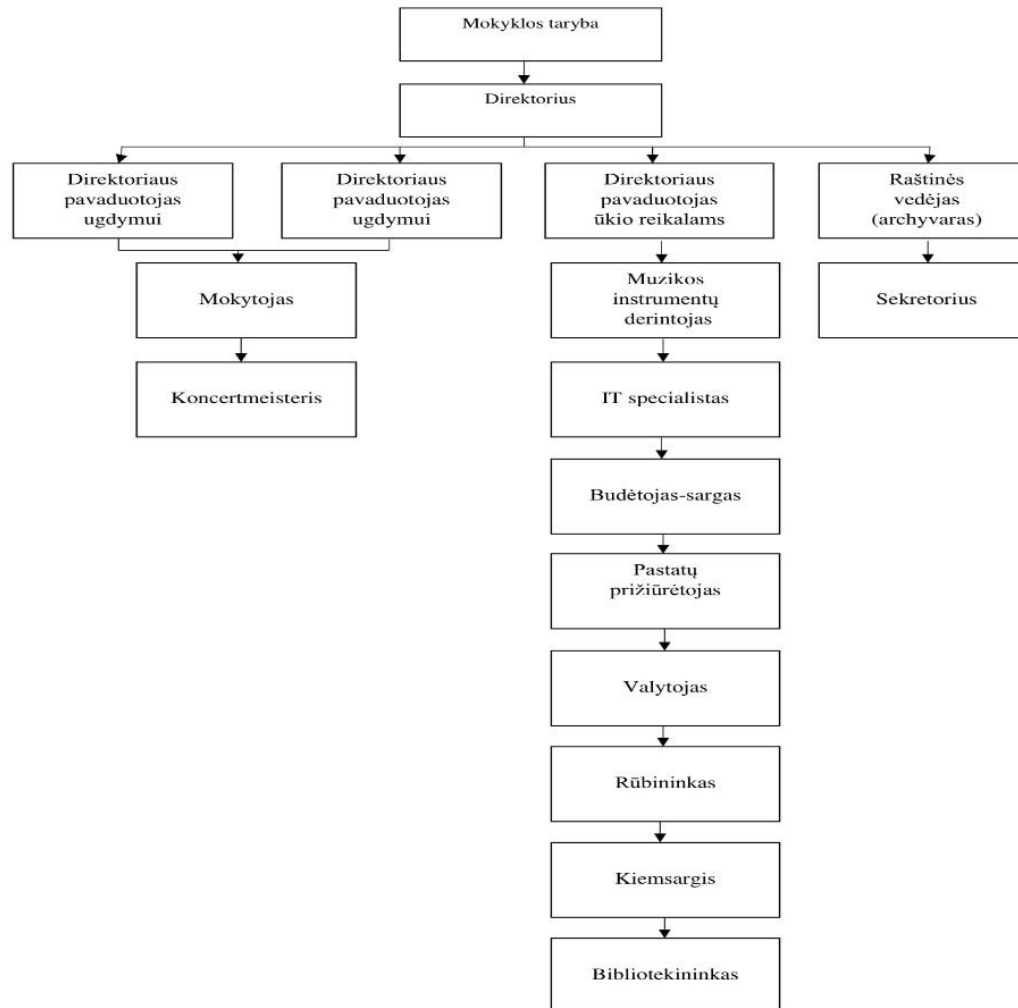 Mokyklos taryba
Direktorius
Direktoriaus
pavaduotojas
ugdymui
Direktoriaus
pavaduotojas
ugdymui
Direktoriaus
pavaduotojas
ūkio reikalams
Raštinės
vedėjas
(archyvaras)
Mokytojas
Muzikos
instrumentų
derintojas
Sekretorius
Koncertmeisteris
IT specialistas
Budėtojas-sargas
Pastatų
prižiūrėtojas
Valytojas
Rūbininkas
Kiemsargis
Bibliotekininkas